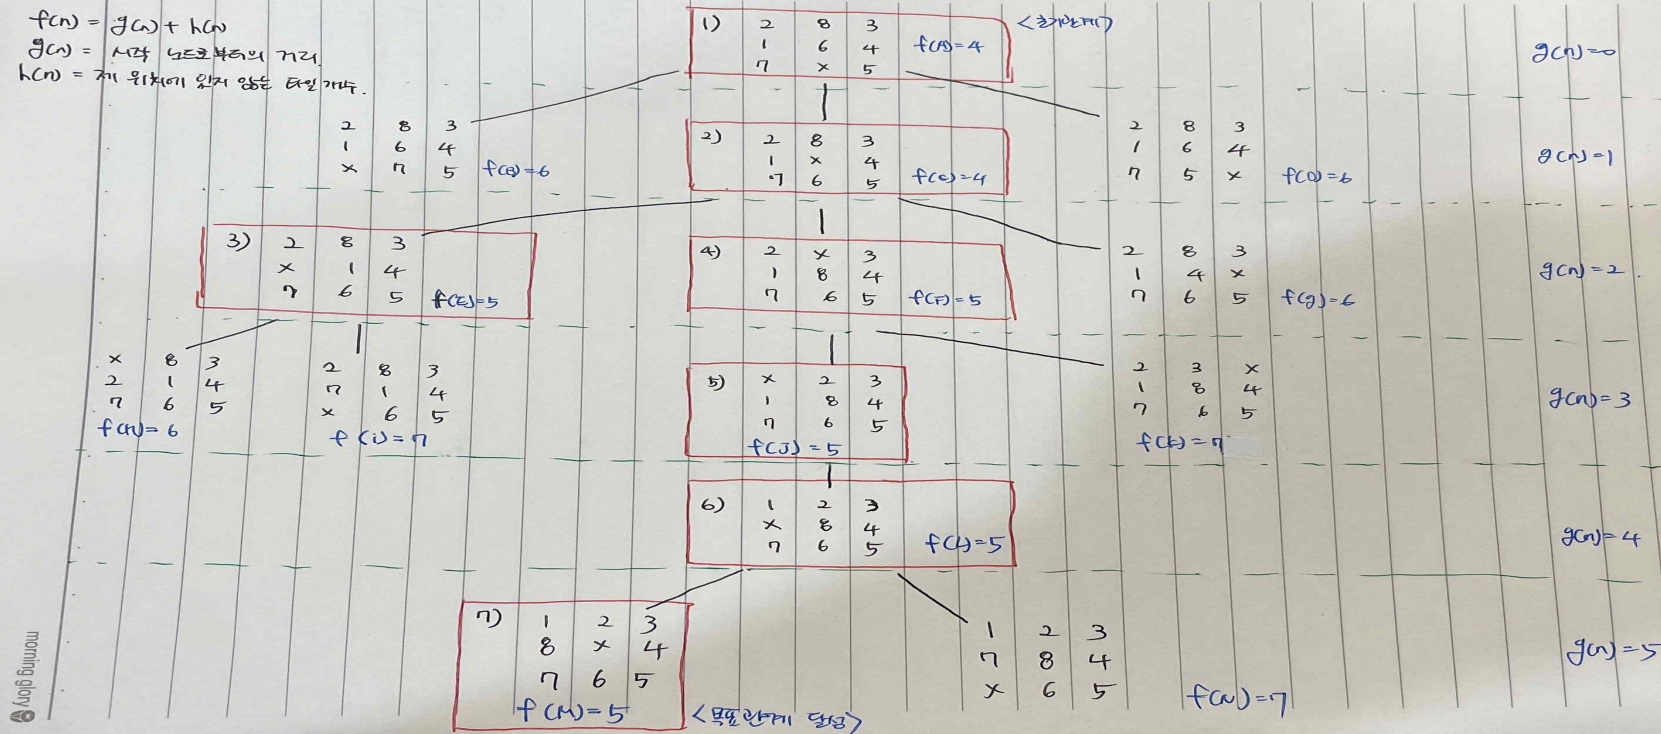 f(n) = g(n) + h(n)
g(n) = 시작 노드로부터의 거리
h(n) = 제 위치에 있지 않은 타일 개수.
1) 2 8 3 <초기단계>
1 6 4 f(A)=4
7 x 5
g(n)=0
2 8 3
1 6 4
x 7 5 f(B)=6
2) 2 8 3
1 x 4
7 6 5 f(C)=4
2 8 3
1 6 4
7 5 x f(D)=6
g(n)=1
3) 2 8 3
x 1 4
7 6 5 f(E)=5
4) 2 x 3
1 8 4
7 6 5 f(F)=5
2 8 3
1 4 x
7 6 5 f(g)=6
g(n)=2
x 8 3
2 1 4
7 6 5
f(H)=6
2 8 3
7 1 4
x 6 5
f(i)=7
5) x 2 3
1 8 4
7 6 5
f(J)=5
2 3 x
1 8 4
7 6 5
f(k)=7
g(n)=3
6) 1 2 3
x 8 4
7 6 5 f(L)=5
g(n)=4
7) 1 2 3
8 x 4
7 6 5
f(M)=5 <목표단계 달성>
1 2 3
7 8 4
x 6 5 f(N)=7
g(n)=5
morning glory